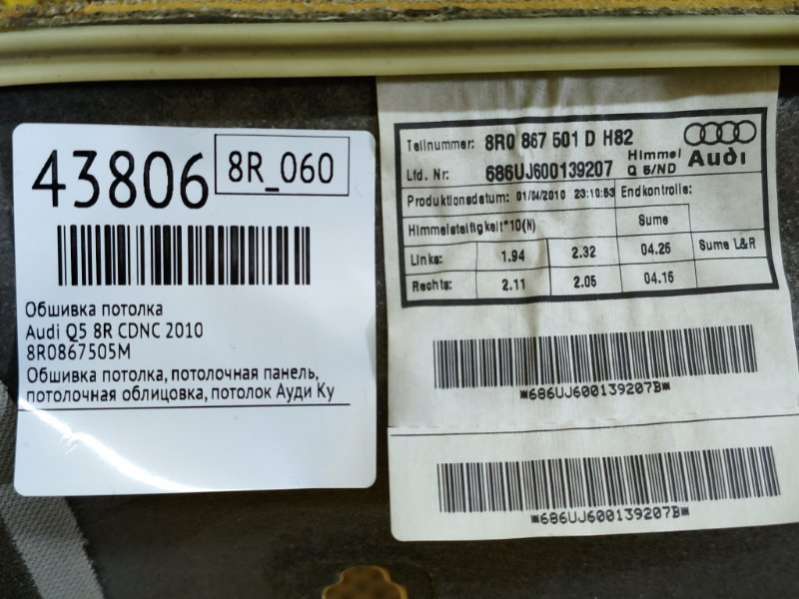 43806
8R_060
Обшивка потолка
Audi Q5 8R CDNC 2010
8R0867505M
Обшивка потолка, потолочная панель,
потолочная облицовка, потолок Ауди Ку
Teilnummer: 8R0 867 501 D H82
Lfd. Nr: 686UJ600139207 Himmel
Q 5/ND
Audi
Produktionsdatum: 01/04/2010 23:10:53 Endkontrolle:
Himmelsteifigkeit*10(N) Sume
Links: 1.94 2.32 04.26 Sume L&R
Rechts: 2.11 2.05 04.16
*686UJ600139207B*
*686UJ600139207B*